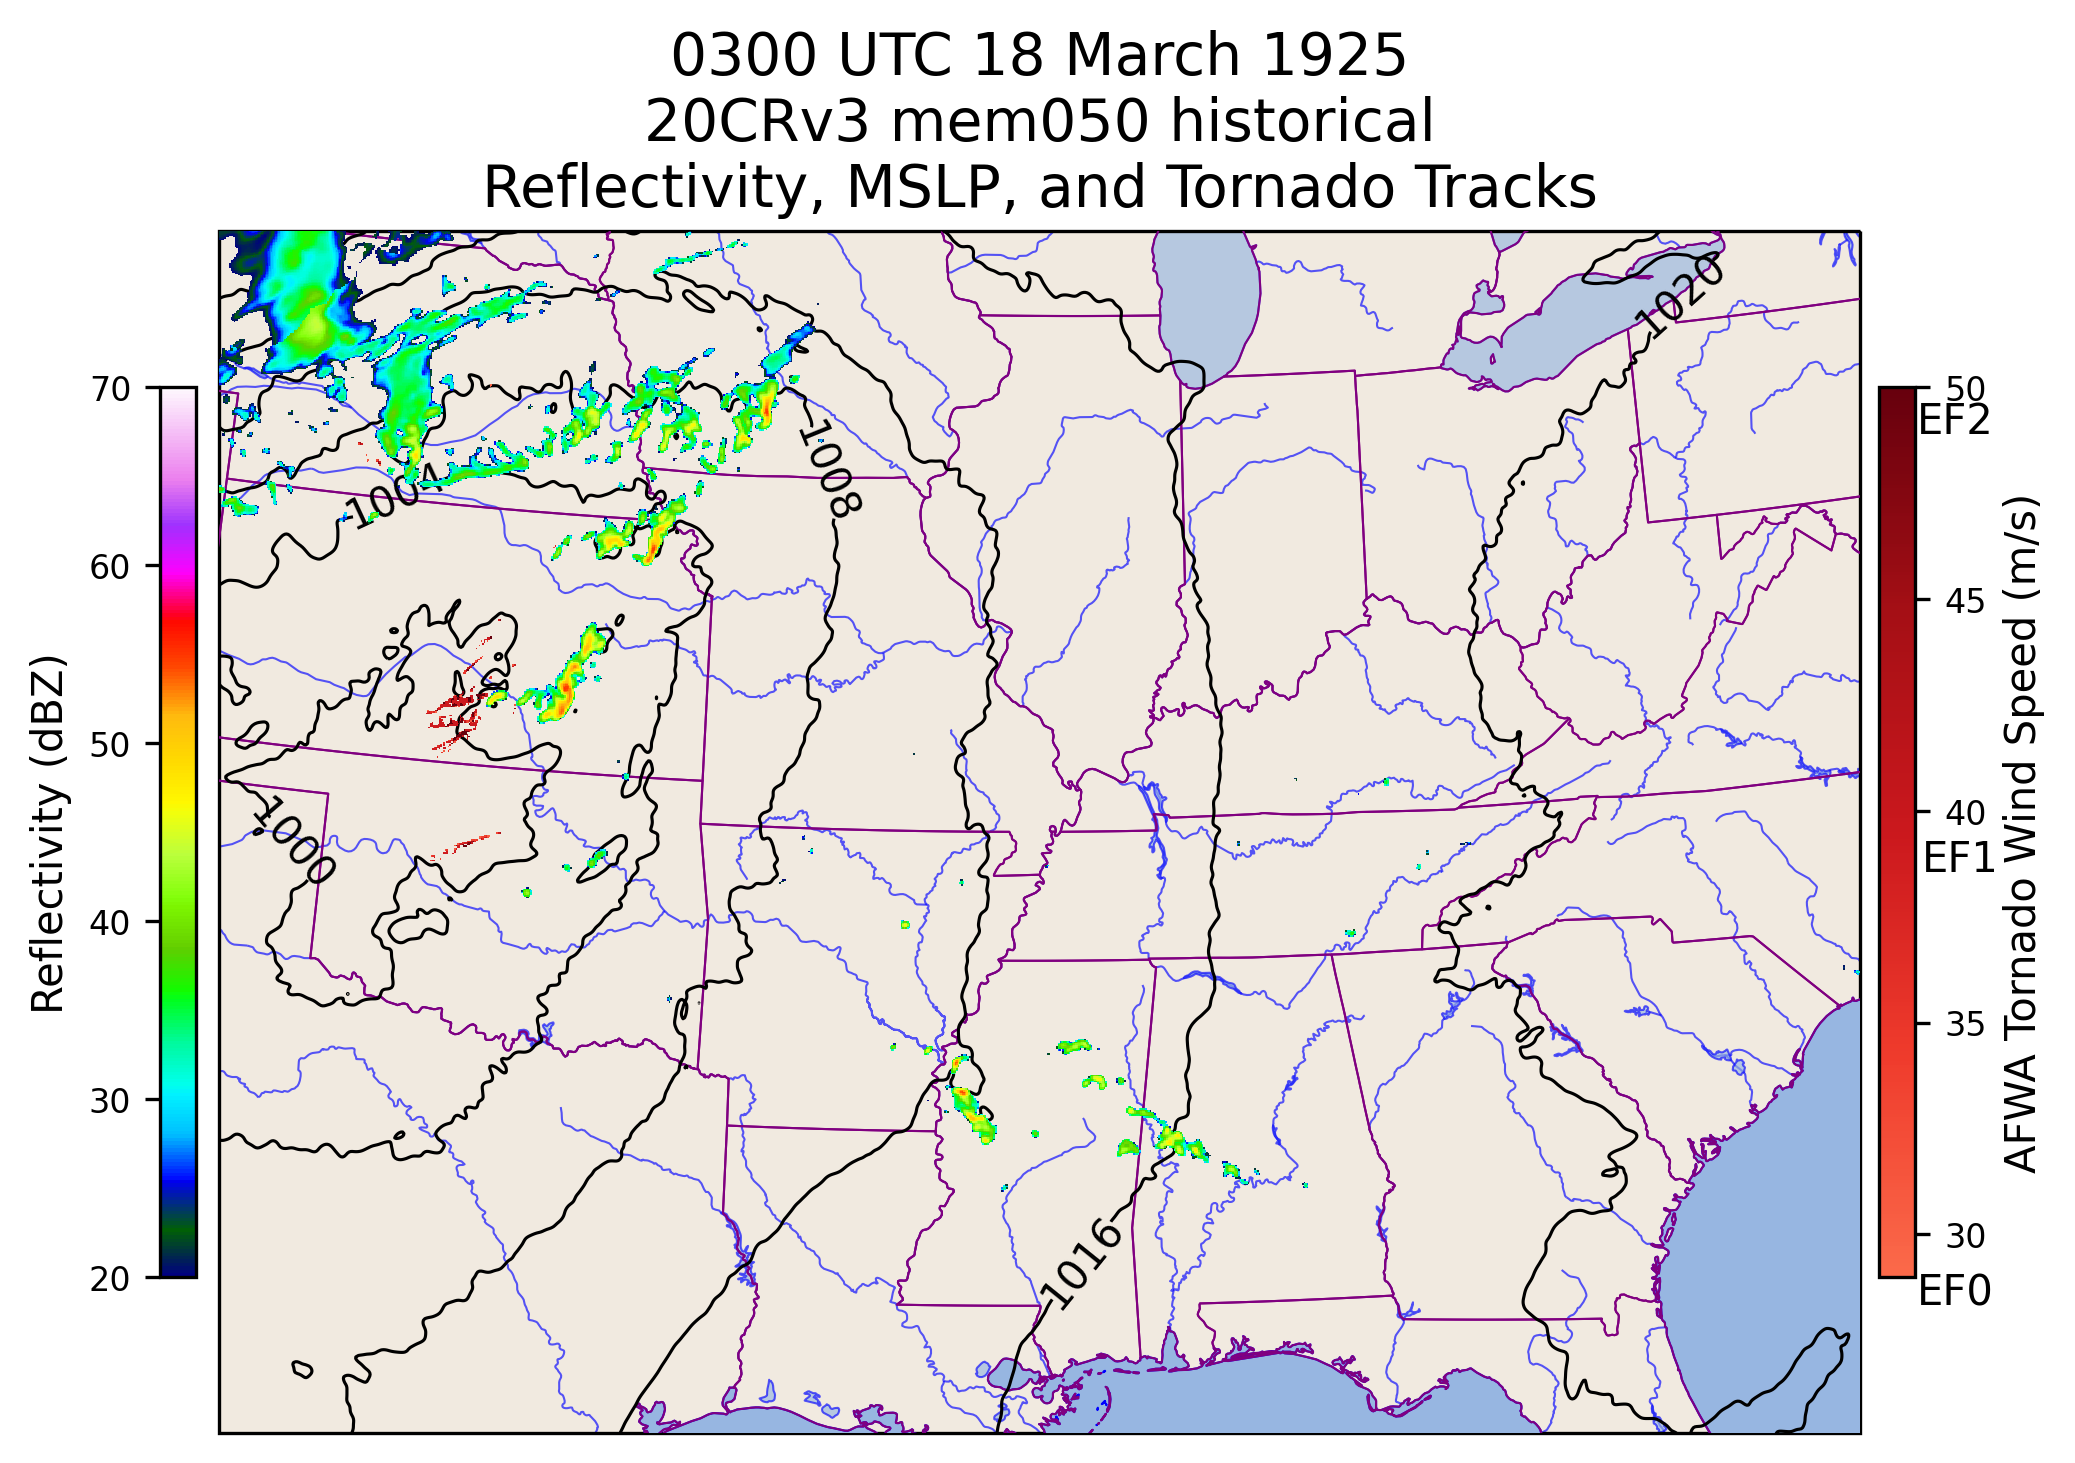 0300 UTC 18 March 1925
20CRv3 mem050 historical
Reflectivity, MSLP, and Tornado Tracks
1020
1008
1004
1000
1016
Reflectivity (dBZ)
70
60
50
40
30
20
50
EF2
45
40
EF1
35
30
EF0
AFWA Tornado Wind Speed (m/s)